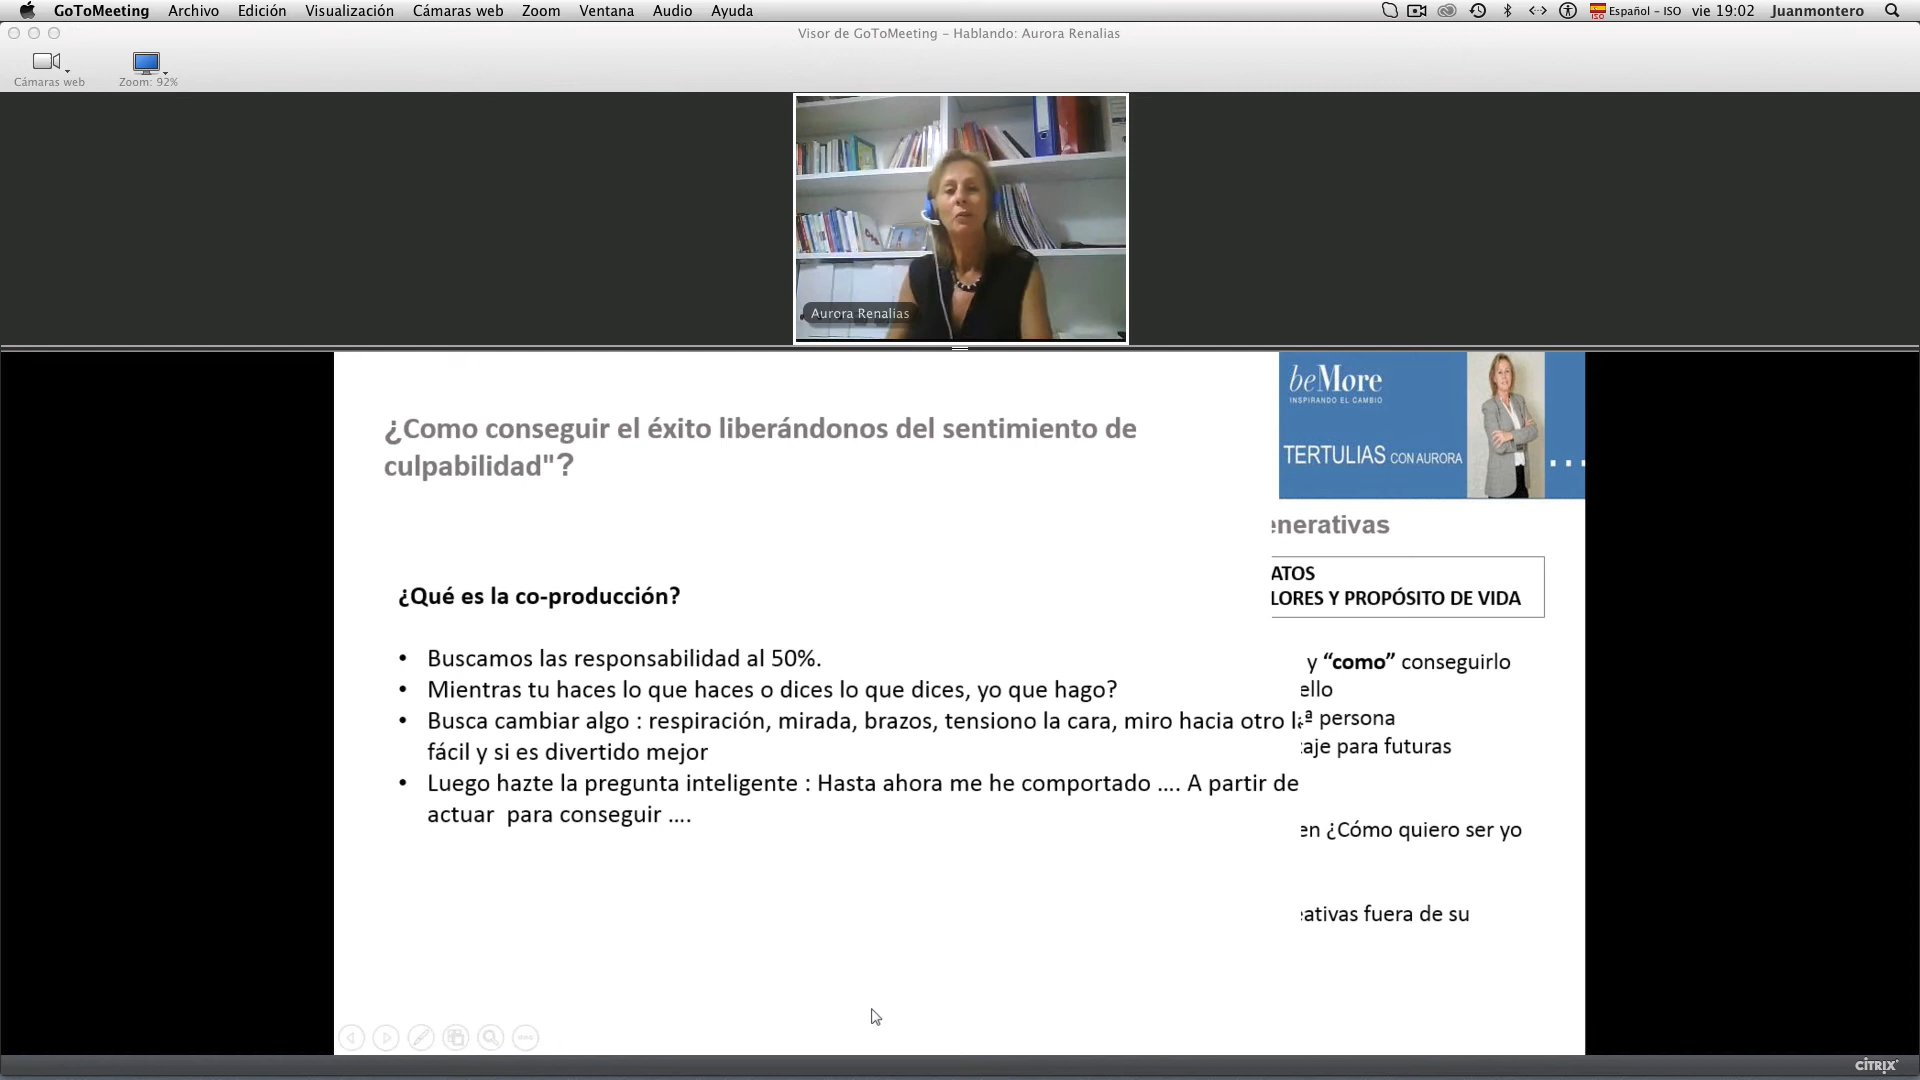 GoToMeeting Archivo Edición Visualización Cámaras web Zoom Ventana Audio Ayuda Español – ISO vie 19:02 Juanmontero
Visor de GoToMeeting – Hablando: Aurora Renalias
Cámaras web Zoom: 92%
Aurora Renalias
beMore
INSPIRANDO EL CAMBIO
TERTULIAS CON AURORA
...
¿Como conseguir el éxito liberándonos del sentimiento de
culpabilidad"?
enerativas
ATOS
LORES Y PROPÓSITO DE VIDA
¿Qué es la co-producción?
• Buscamos las responsabilidad al 50%.
• Mientras tu haces lo que haces o dices lo que dices, yo que hago?
• Busca cambiar algo : respiración, mirada, brazos, tensiono la cara, miro hacia otro
fácil y si es divertido mejor
• Luego hazte la pregunta inteligente : Hasta ahora me he comportado .... A partir de
actuar para conseguir ....
y “como” conseguirlo
ello
ª persona
aje para futuras
en ¿Cómo quiero ser yo
eativas fuera de su
CITRIX